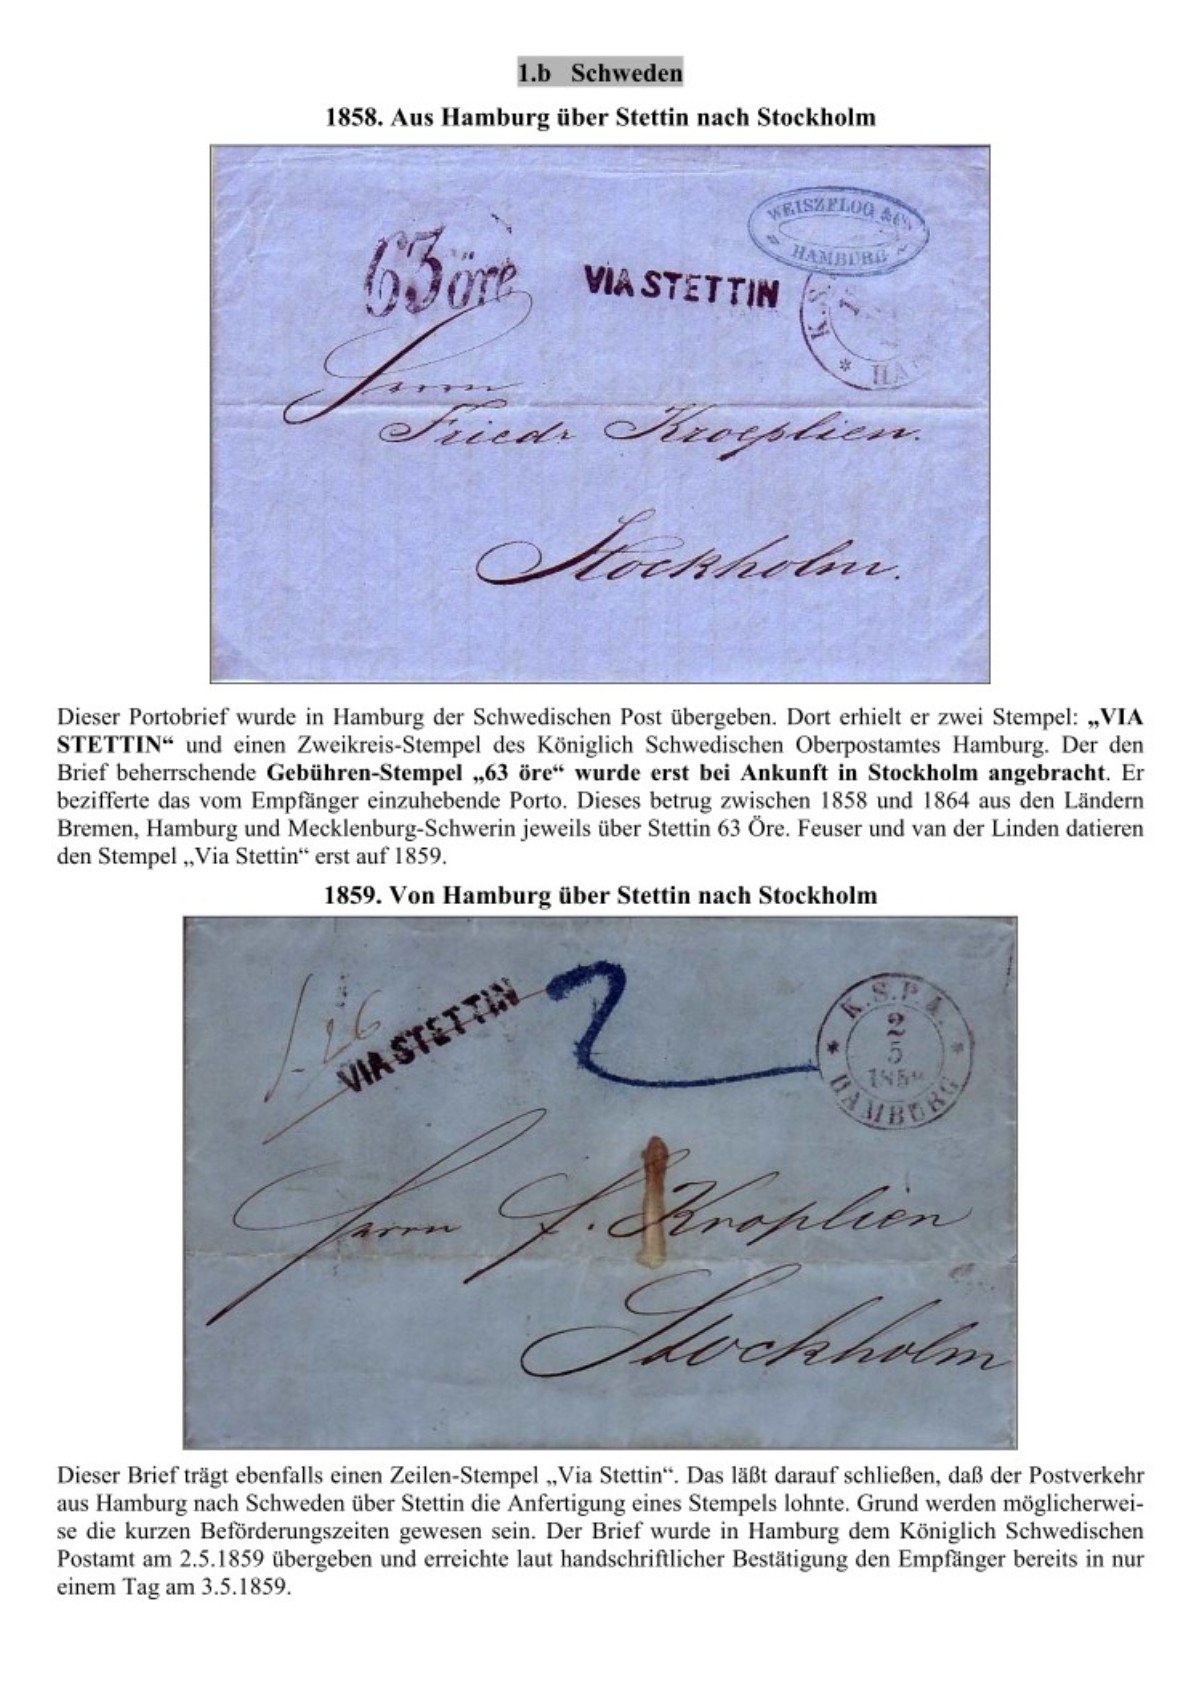 1.b Schweden
1858. Aus Hamburg über Stettin nach Stockholm
WEISZFLOG & Co
HAMBURG
63 öre
VIA STETTIN
K.S.
* HA
Herrn
Friedr Kroeplien.
Stockholm.
Dieser Portobrief wurde in Hamburg der Schwedischen Post übergeben. Dort erhielt er zwei Stempel: „VIA
STETTIN“ und einen Zweikreis-Stempel des Königlich Schwedischen Oberpostamtes Hamburg. Der den
Brief beherrschende Gebühren-Stempel „63 öre“ wurde erst bei Ankunft in Stockholm angebracht. Er
bezifferte das vom Empfänger einzuhebende Porto. Dieses betrug zwischen 1858 und 1864 aus den Ländern
Bremen, Hamburg und Mecklenburg-Schwerin jeweils über Stettin 63 Öre. Feuser und van der Linden datieren
den Stempel „Via Stettin“ erst auf 1859.
1859. Von Hamburg über Stettin nach Stockholm
VIA STETTIN
2
K.S.P.A.
2
5
1859
* HAMBURG *
Herrn F. Kroplien
Stockholm
Dieser Brief trägt ebenfalls einen Zeilen-Stempel „Via Stettin“. Das läßt darauf schließen, daß der Postverkehr
aus Hamburg nach Schweden über Stettin die Anfertigung eines Stempels lohnte. Grund werden möglicherwei-
se die kurzen Beförderungszeiten gewesen sein. Der Brief wurde in Hamburg dem Königlich Schwedischen
Postamt am 2.5.1859 übergeben und erreichte laut handschriftlicher Bestätigung den Empfänger bereits in nur
einem Tag am 3.5.1859.